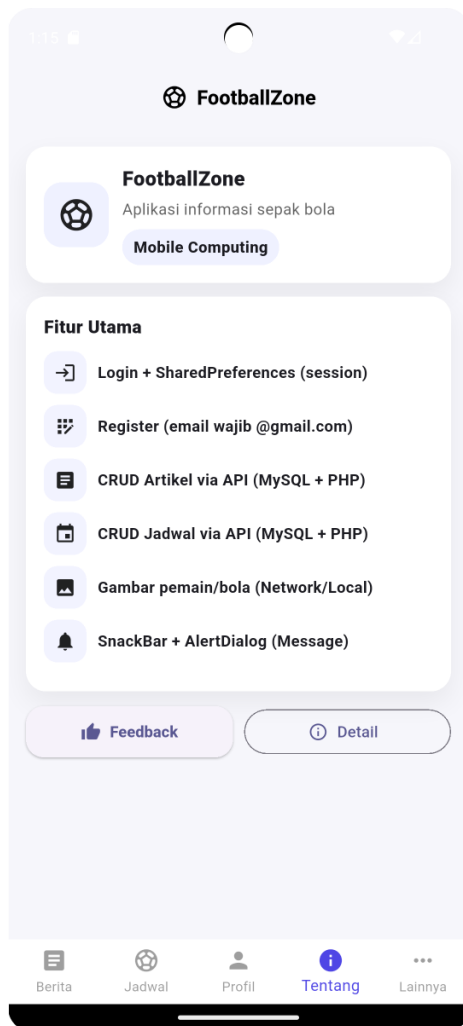 1:15
FootballZone
FootballZone
Aplikasi informasi sepak bola
Mobile Computing
Fitur Utama
Login + SharedPreferences (session)
Register (email wajib @gmail.com)
CRUD Artikel via API (MySQL + PHP)
CRUD Jadwal via API (MySQL + PHP)
Gambar pemain/bola (Network/Local)
SnackBar + AlertDialog (Message)
Feedback
Detail
Berita
Jadwal
Profil
Tentang
Lainnya